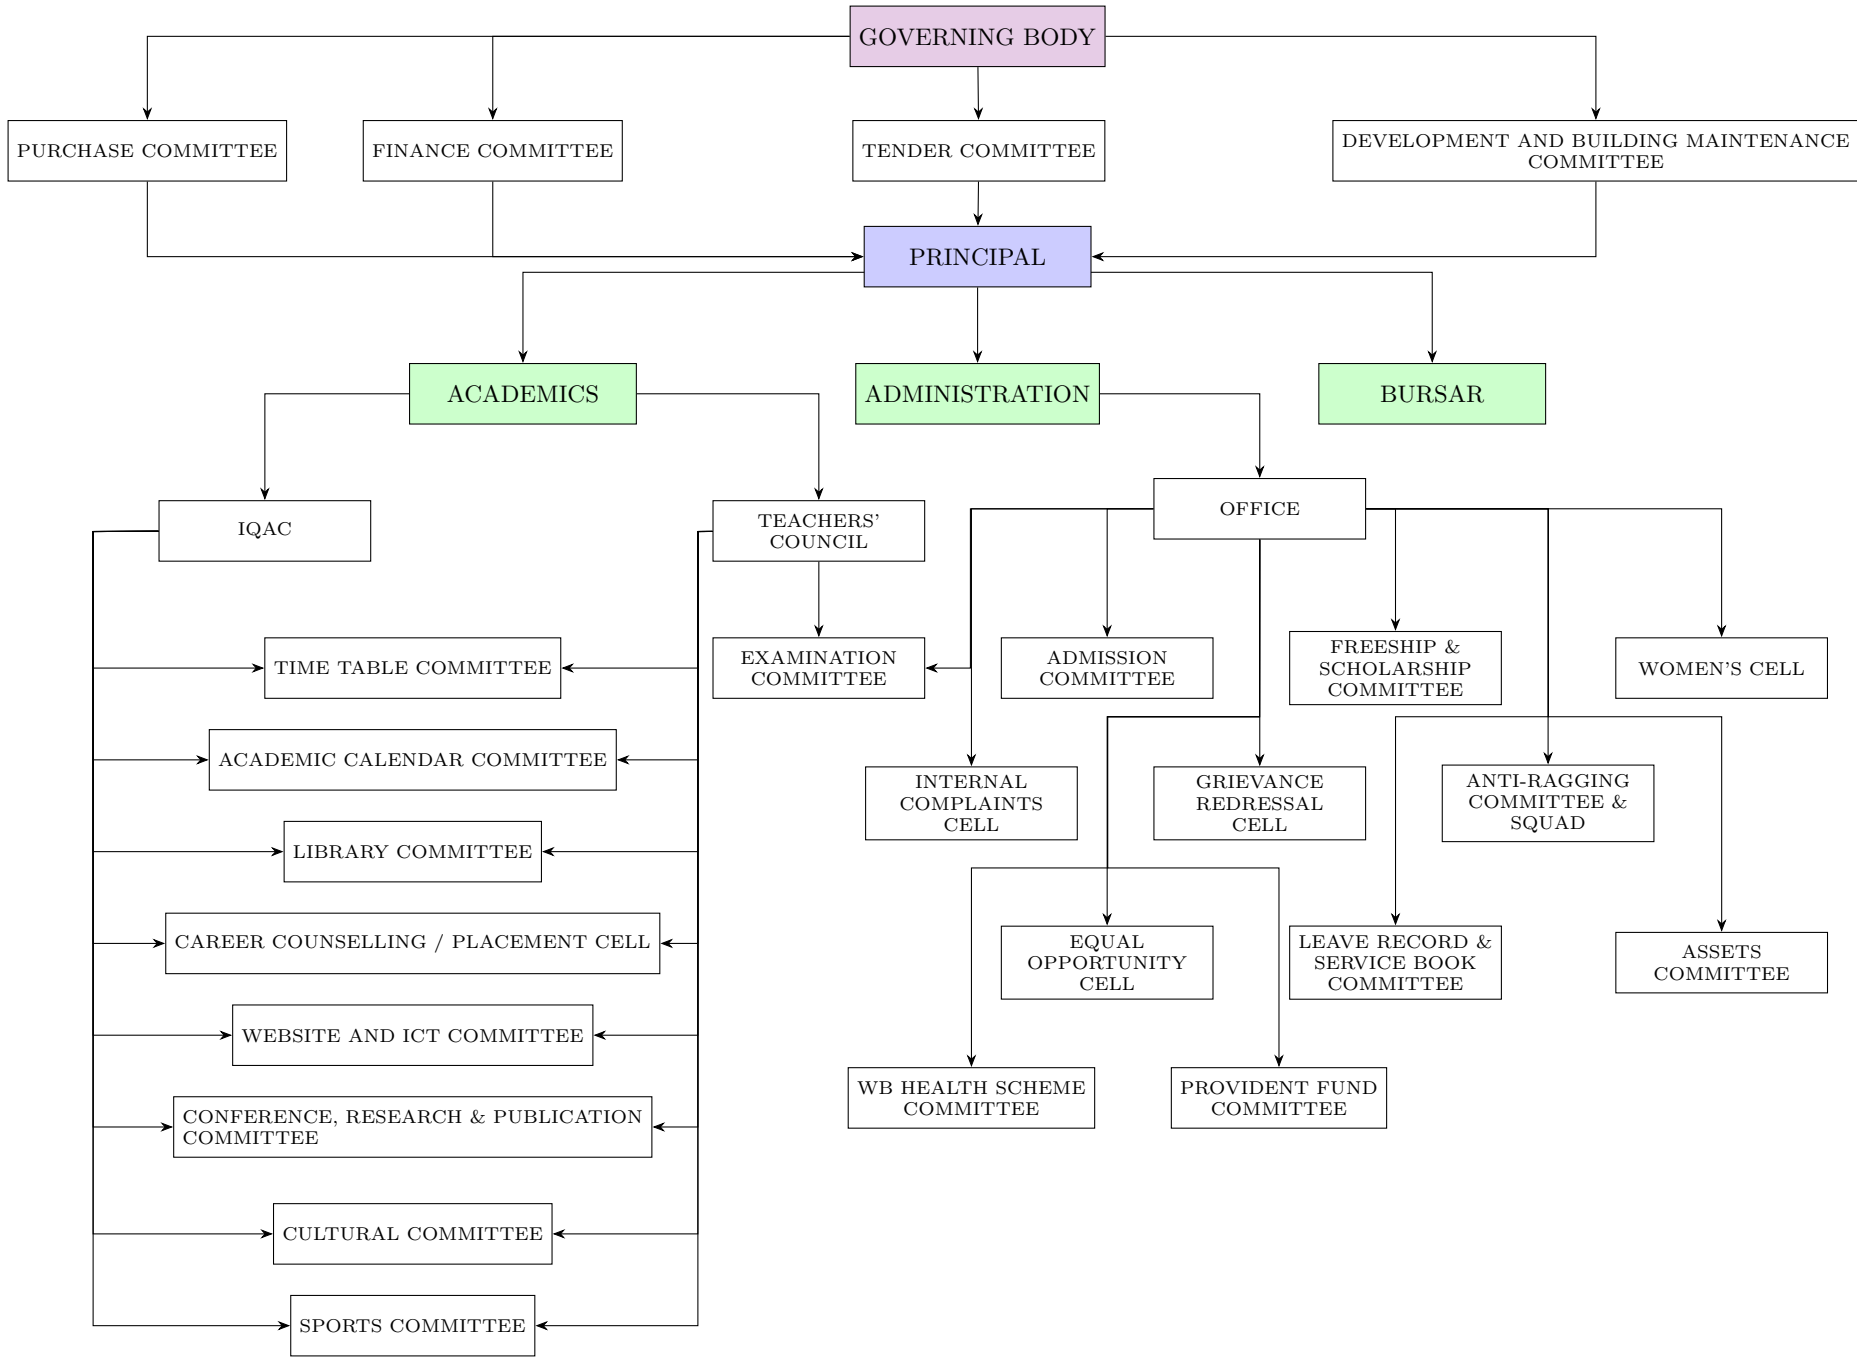 GOVERNING BODY
PURCHASE COMMITTEE
FINANCE COMMITTEE
TENDER COMMITTEE
DEVELOPMENT AND BUILDING MAINTENANCE
COMMITTEE
PRINCIPAL
ACADEMICS
ADMINISTRATION
BURSAR
IQAC
TEACHERS'
COUNCIL
OFFICE
TIME TABLE COMMITTEE
EXAMINATION
COMMITTEE
ADMISSION
COMMITTEE
FREESHIP &
SCHOLARSHIP
COMMITTEE
WOMEN'S CELL
ACADEMIC CALENDAR COMMITTEE
INTERNAL
COMPLAINTS
CELL
GRIEVANCE
REDRESSAL
CELL
ANTI-RAGGING
COMMITTEE &
SQUAD
LIBRARY COMMITTEE
CAREER COUNSELLING / PLACEMENT CELL
EQUAL
OPPORTUNITY
CELL
LEAVE RECORD &
SERVICE BOOK
COMMITTEE
ASSETS
COMMITTEE
WEBSITE AND ICT COMMITTEE
WB HEALTH SCHEME
COMMITTEE
PROVIDENT FUND
COMMITTEE
CONFERENCE, RESEARCH & PUBLICATION
COMMITTEE
CULTURAL COMMITTEE
SPORTS COMMITTEE